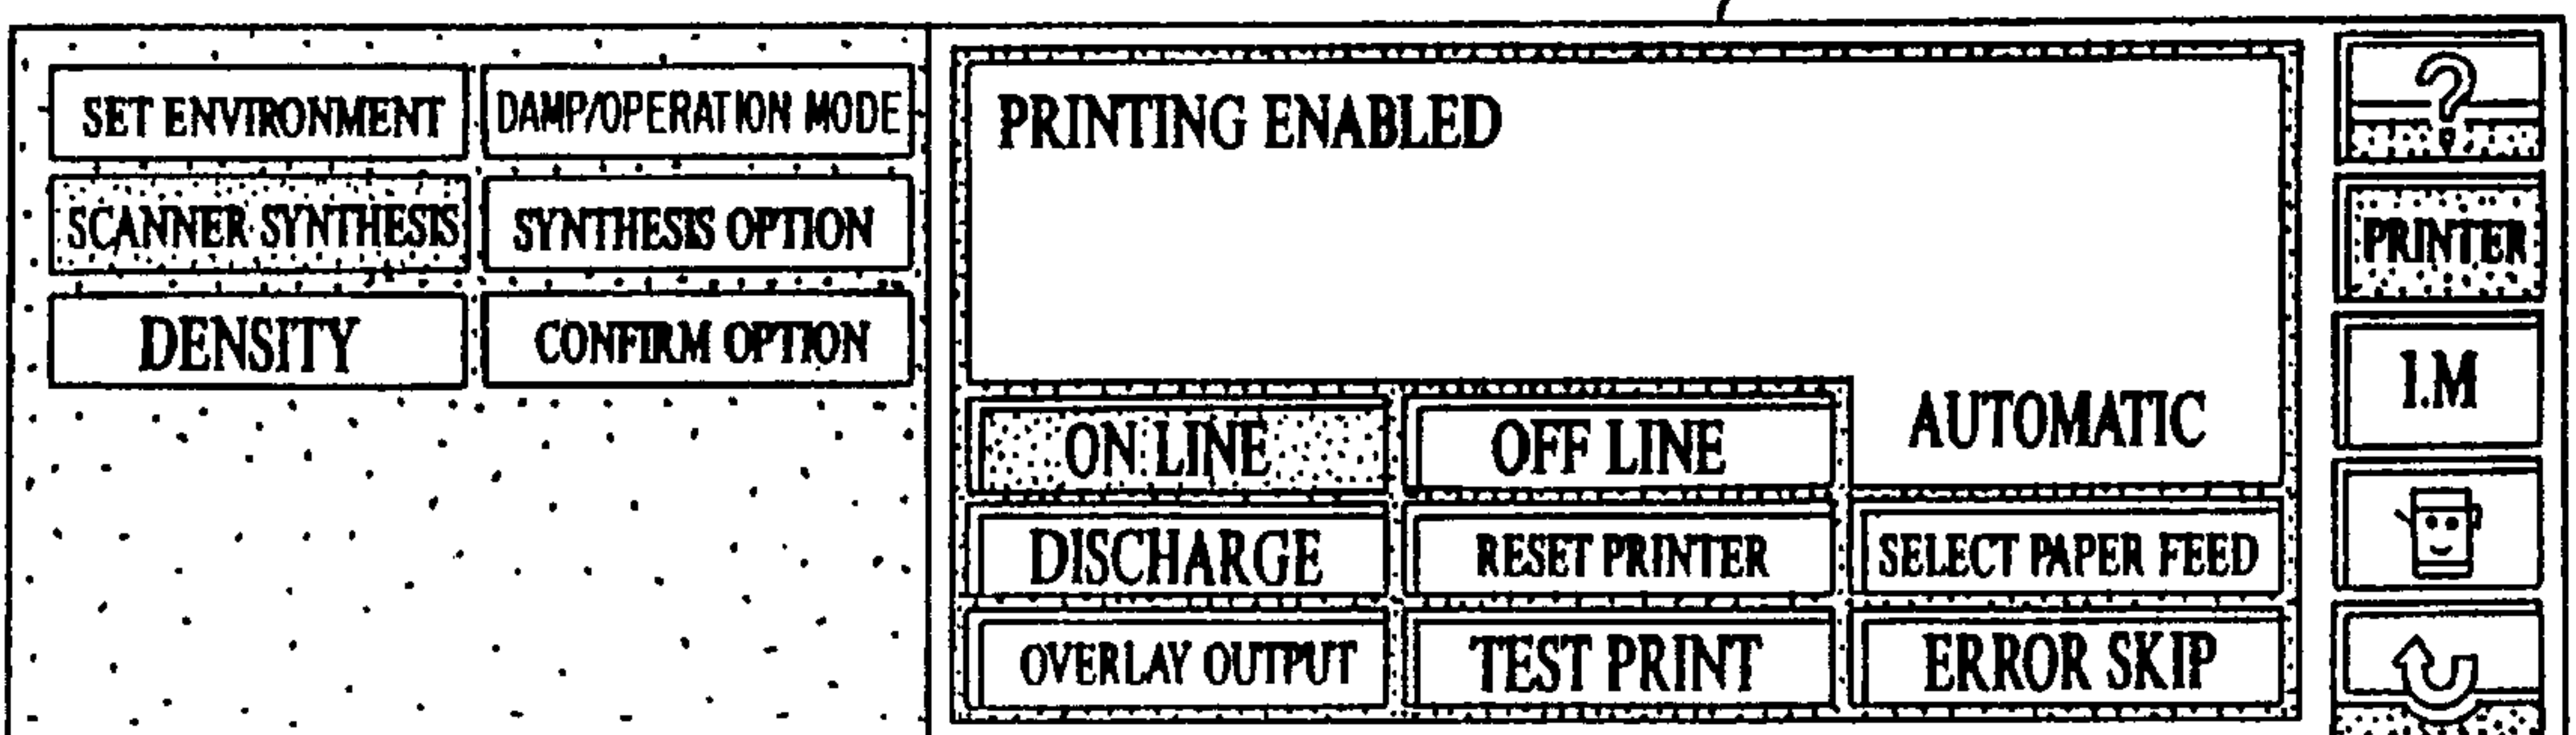 SET ENVIRONMENT
DAMP/OPERATION MODE
SCANNER SYNTHESIS
SYNTHESIS OPTION
DENSITY
CONFIRM OPTION
PRINTING ENABLED
AUTOMATIC
ON LINE
OFF LINE
DISCHARGE
RESET PRINTER
SELECT PAPER FEED
OVERLAY OUTPUT
TEST PRINT
ERROR SKIP
?
PRINTER
I.M